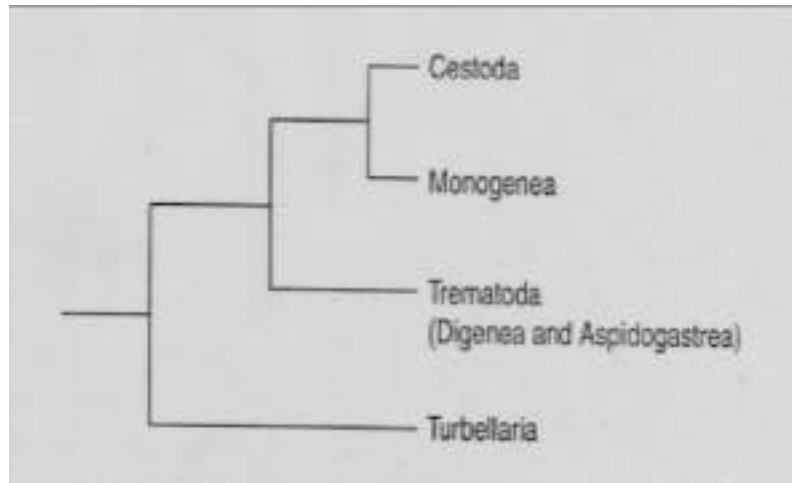 Cestoda
Monogenea
Trematoda
(Digenea and Aspidogastrea)
Turbellaria